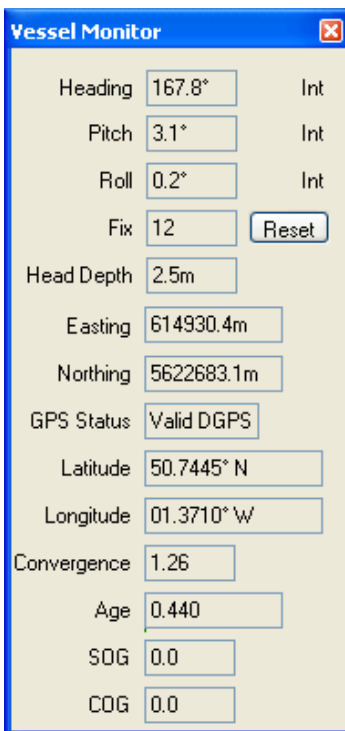 Vessel Monitor
Heading 167.8° Int
Pitch 3.1° Int
Roll 0.2° Int
Fix 12 Reset
Head Depth 2.5m
Easting 614930.4m
Northing 5622683.1m
GPS Status Valid DGPS
Latitude 50.7445° N
Longitude 01.3710° W
Convergence 1.26
Age 0.440
SOG 0.0
COG 0.0